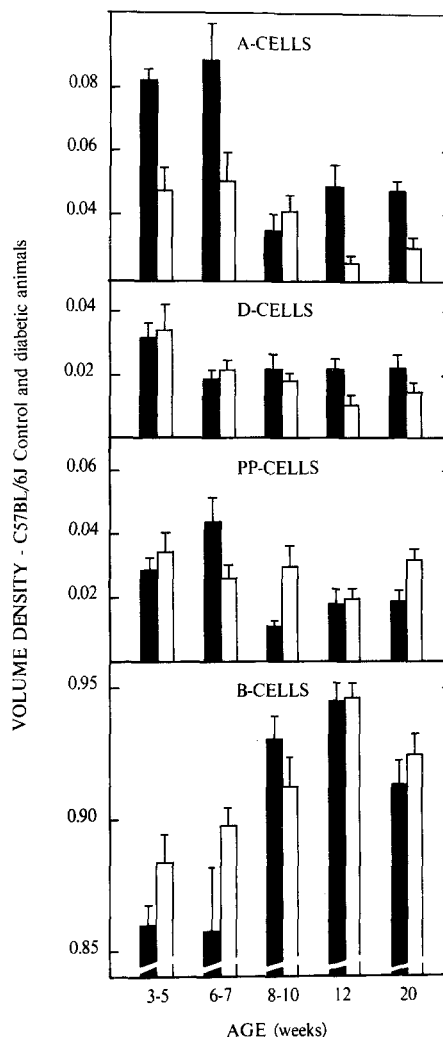 VOLUME DENSITY - C57BL/6J Control and diabetic animals
A-CELLS
0.08
0.06
0.04
D-CELLS
0.04
0.02
PP-CELLS
0.06
0.04
0.02
B-CELLS
0.95
0.90
0.85
3-5 6-7 8-10 12 20
AGE (weeks)